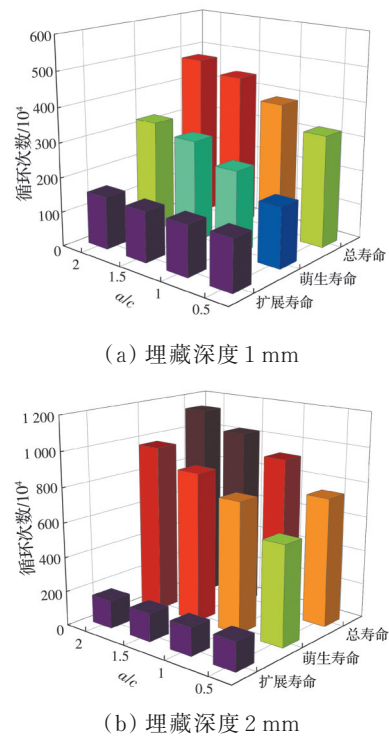 600
500
400
300
200
100
0
循环次数/10⁴
2
1.5
1
0.5
a/c
总寿命
萌生寿命
扩展寿命
(a) 埋藏深度1 mm
1 200
1 000
800
600
400
200
0
循环次数/10⁴
2
1.5
1
0.5
a/c
总寿命
萌生寿命
扩展寿命
(b) 埋藏深度2 mm